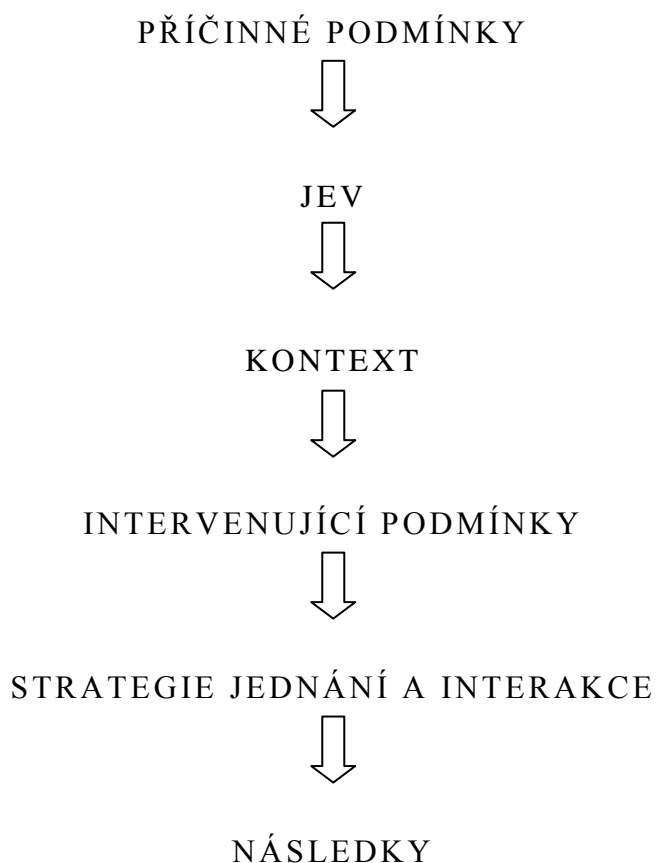 PŘÍČINNÉ PODMÍNKY
JEV
KONTEXT
INTERVENUJÍCÍ PODMÍNKY
STRATEGIE JEDNÁNÍ A INTERAKCE
NÁSLEDKY